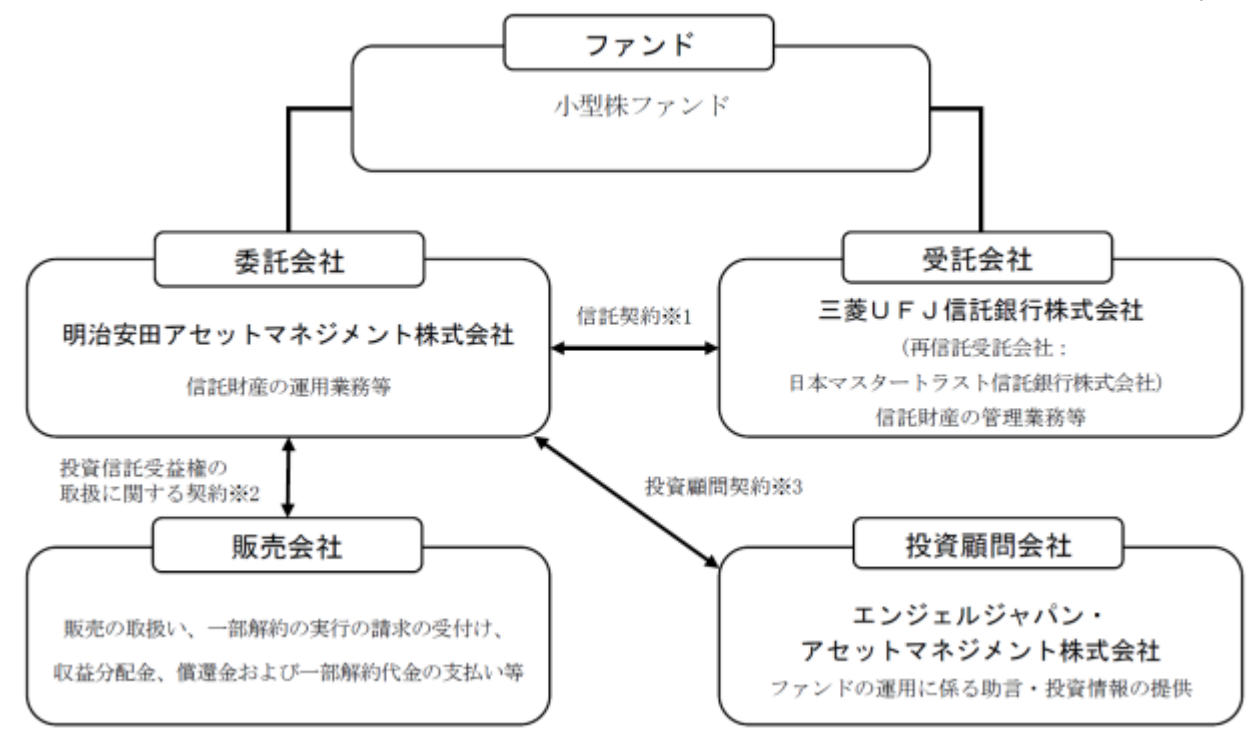 ファンド
小型株ファンド
委託会社
明治安田アセットマネジメント株式会社
信託財産の運用業務等
信託契約※1
受託会社
三菱UFJ信託銀行株式会社
(再信託受託会社:
日本マスタートラスト信託銀行株式会社)
信託財産の管理業務等
投資信託受益権の
取扱に関する契約※2
投資顧問契約※3
販売会社
販売の取扱い、一部解約の実行の請求の受付け、
収益分配金、償還金および一部解約代金の支払い等
投資顧問会社
エンジェルジャパン・
アセットマネジメント株式会社
ファンドの運用に係る助言・投資情報の提供